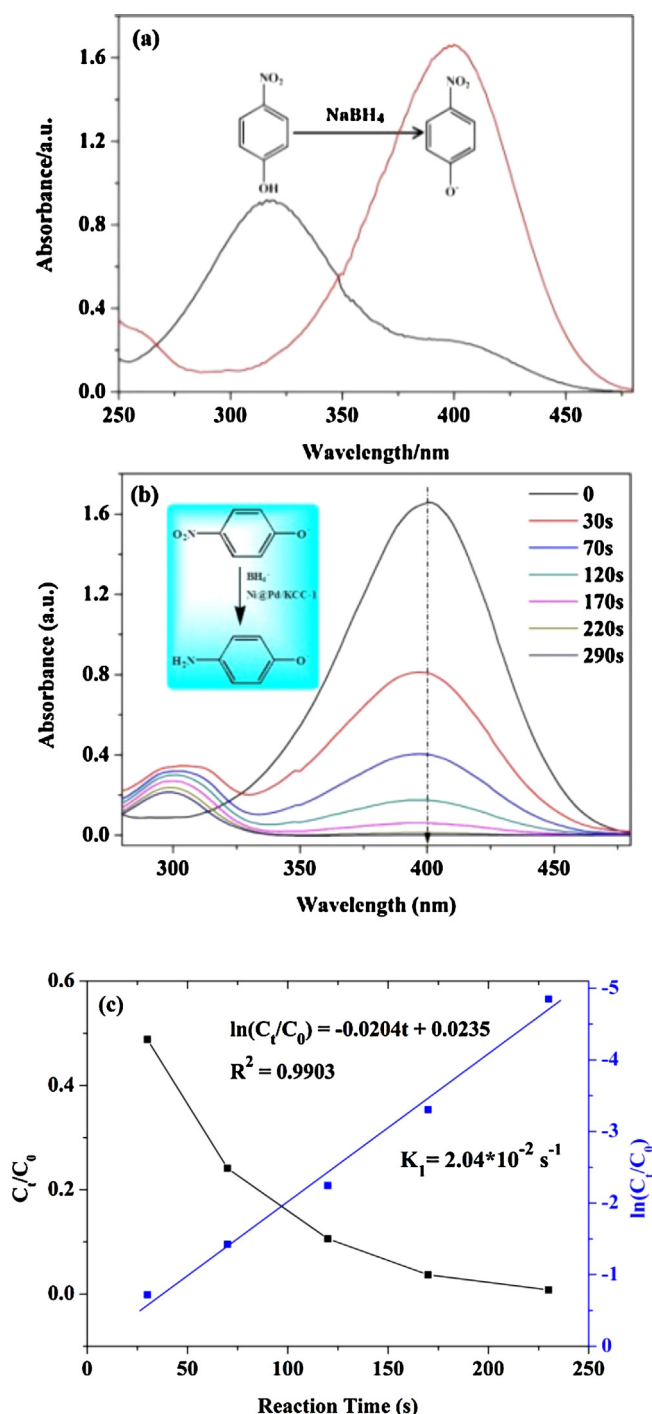 (a)
NO₂
NaBH₄
NO₂
OH
O⁻
Absorbance/a.u.
1.6
1.2
0.8
0.4
0.0
250 300 350 400 450
Wavelength/nm
(b)
O₂N
O⁻
BH₄⁻
Ni@Pd/KCC-1
H₂N
O⁻
0
30s
70s
120s
170s
220s
290s
Absorbance (a.u.)
1.6
1.2
0.8
0.4
0.0
300 350 400 450
Wavelength (nm)
(c)
ln(Cₜ/C₀) = -0.0204t + 0.0235
R² = 0.9903
K₁= 2.04*10⁻² s⁻¹
Cₜ/C₀
0.6
0.4
0.2
0.0
ln(Cₜ/C₀)
-5
-4
-3
-2
-1
0
0 50 100 150 200 250
Reaction Time (s)